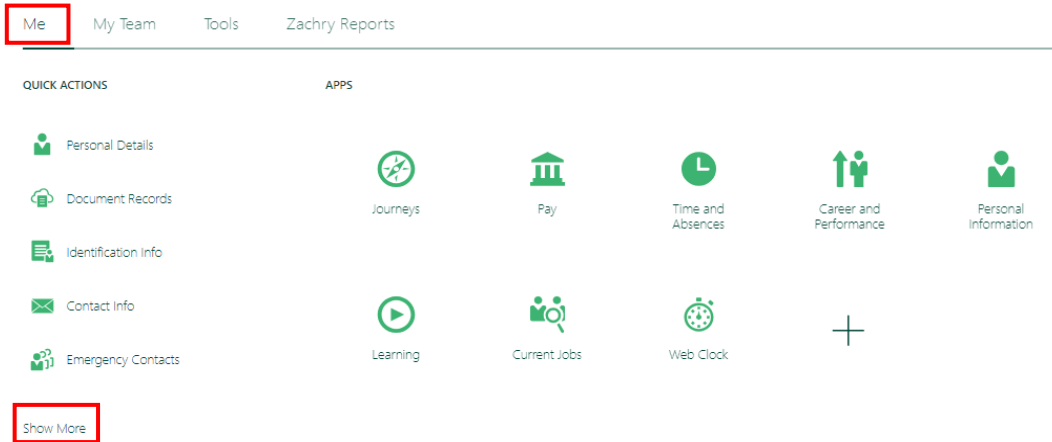 Me My Team Tools Zachry Reports
QUICK ACTIONS
APPS
Personal Details
Document Records
Identification Info
Contact Info
Emergency Contacts
Show More
Journeys
Pay
Time and
Absences
Career and
Performance
Personal
Information
Learning
Current Jobs
Web Clock